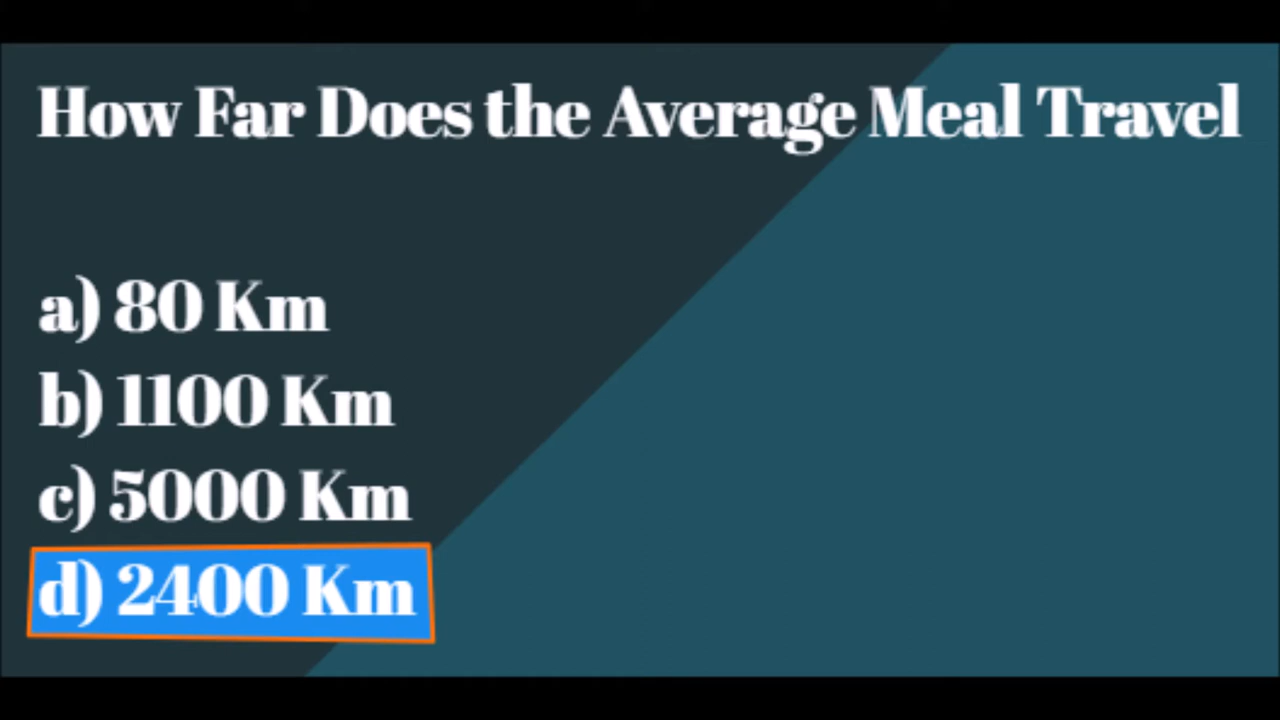 How Far Does the Average Meal Travel
a) 80 Km
b) 1100 Km
c) 5000 Km
d) 2400 Km